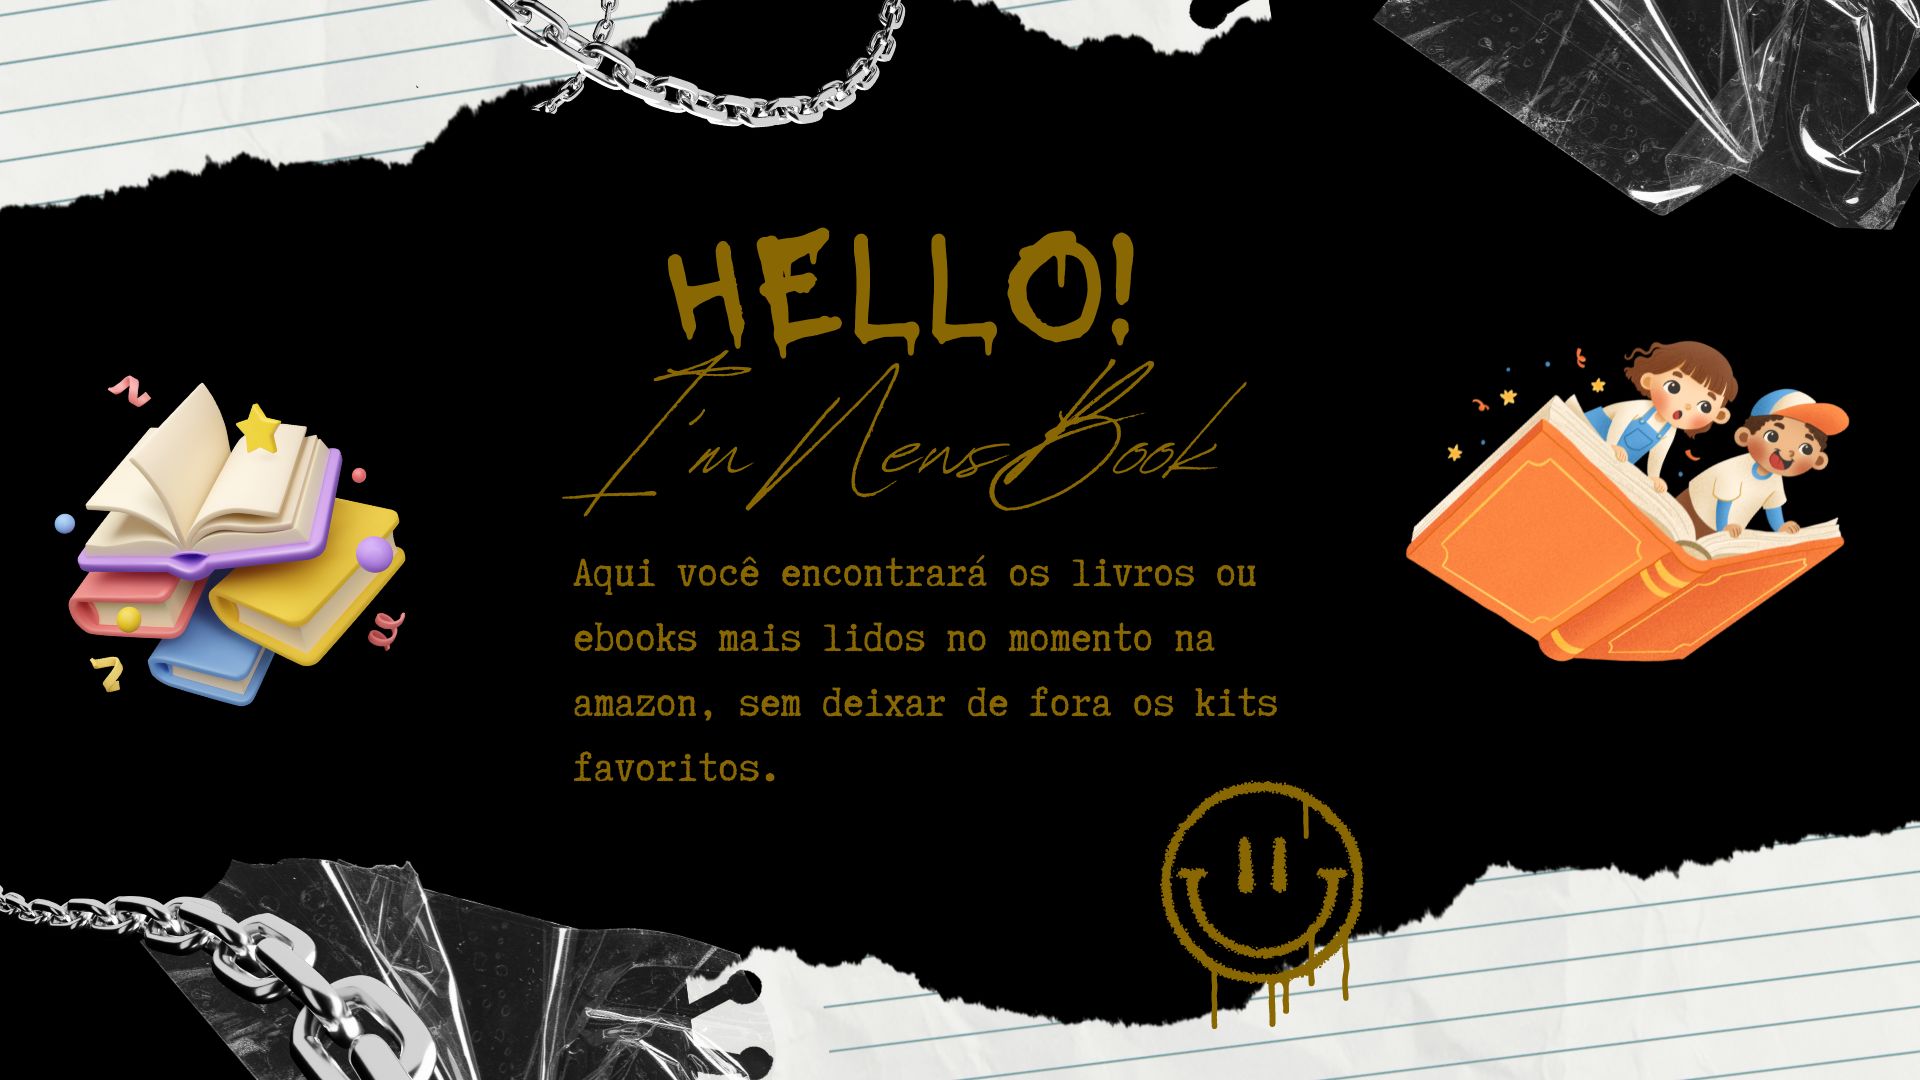 HELLO!
I'm NensBook
Aqui você encontrará os livros ou
ebooks mais lidos no momento na
amazon, sem deixar de fora os kits
favoritos.